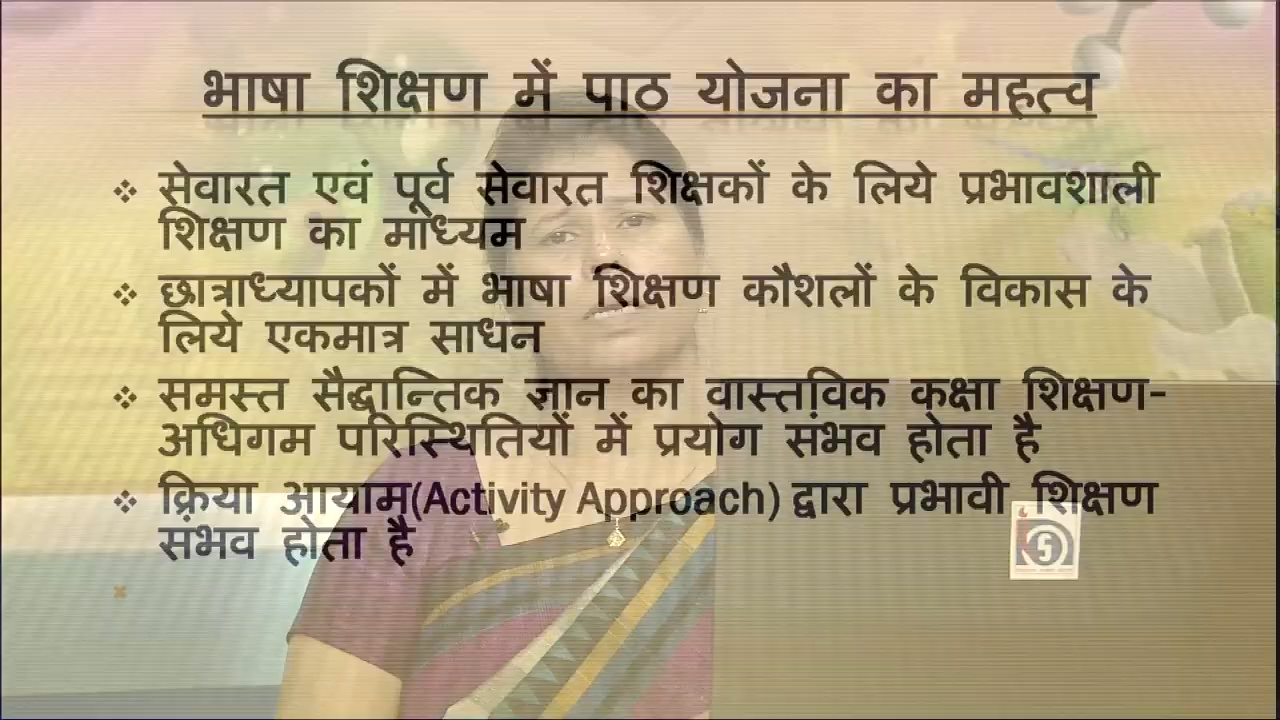 भाषा शिक्षण में पाठ योजना का महत्व
सेवारत एवं पूर्व सेवारत शिक्षकों के लिये प्रभावशाली
शिक्षण का माध्यम
छात्राध्यापकों में भाषा शिक्षण कौशलों के विकास के
लिये एकमात्र साधन
समस्त सैद्धान्तिक ज्ञान का वास्तविक कक्षा शिक्षण-
अधिगम परिस्थितियों में प्रयोग संभव होता है
क्रिया आयाम(Activity Approach) द्वारा प्रभावी शिक्षण
संभव होता है